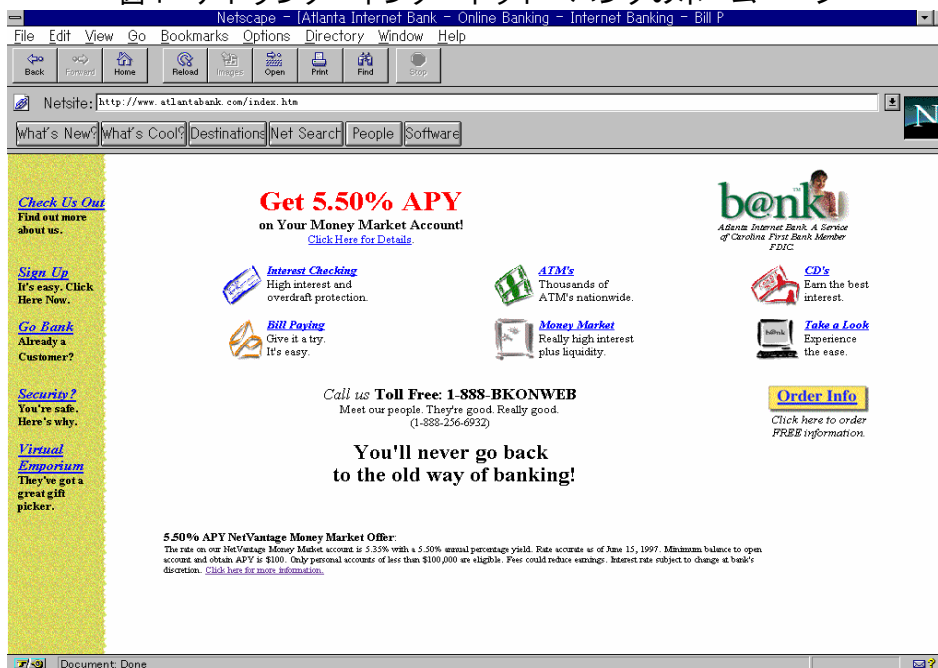 Netscape - [Atlanta Internet Bank - Online Banking - Internet Banking - Bill P
File Edit View Go Bookmarks Options Directory Window Help
Back Forward Home Reload Images Open Print Find Stop
Netsite: http://www.atlantabank.com/index.htm
N
What's New? What's Cool? Destinations Net Search People Software
Check Us Out
Find out more
about us.
Sign Up
It's easy. Click
Here Now.
Go Bank
Already a
Customer?
Security?
You're safe.
Here's why.
Virtual
Emporium
They've got a
great gift
picker.
Get 5.50% APY
on Your Money Market Account!
Click Here for Details.
b@nk™
Atlanta Internet Bank. A Service
of Carolina First Bank Member
FDIC.
Interest Checking
High interest and
overdraft protection.
ATM's
Thousands of
ATM's nationwide.
CD's
Earn the best
interest.
Bill Paying
Give it a try.
It's easy.
Money Market
Really high interest
plus liquidity.
b@nk
Take a Look
Experience
the ease.
Call us Toll Free: 1-888-BKONWEB
Meet our people. They're good. Really good.
(1-888-256-6932)
Order Info
Click here to order
FREE information.
You'll never go back
to the old way of banking!
5.50% APY NetVantage Money Market Offer:
The rate on our NetVantage Money Market account is 5.35% with a 5.50% annual percentage yield. Rate accurate as of June 15, 1997. Minimum balance to open
account and obtain APY is $100. Only personal accounts of less than $100,000 are eligible. Fees could reduce earnings. Interest rate subject to change at bank's
discretion. Click here for more information.
Document: Done